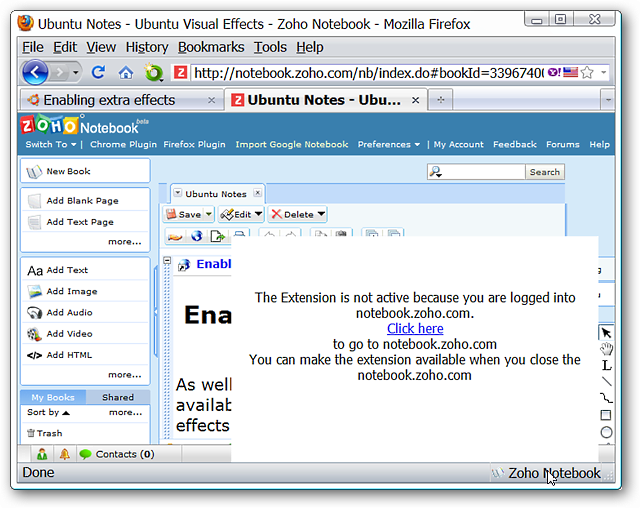 Ubuntu Notes - Ubuntu Visual Effects - Zoho Notebook - Mozilla Firefox
File Edit View History Bookmarks Tools Help
http://notebook.zoho.com/nb/index.do#bookId=33967400
Enabling extra effects
Ubuntu Notes - Ubu...
ZOHO Notebook beta
Switch To | Chrome Plugin Firefox Plugin Import Google Notebook Preferences | My Account Feedback Forums Help
New Book
Search
Add Blank Page
Add Text Page
more...
Ubuntu Notes
Save Edit Delete
Enabl
Ena
As well
availab
effects
Aa Add Text
Add Image
Add Audio
Add Video
</> Add HTML
more...
My Books Shared
Sort by more...
Trash
The Extension is not active because you are logged into
notebook.zoho.com.
Click here
to go to notebook.zoho.com
You can make the extension available when you close the
notebook.zoho.com
Contacts (0)
Done
Zoho Notebook